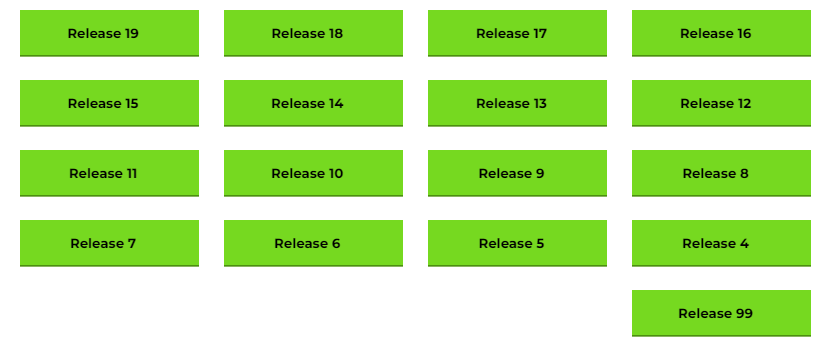 Release 19
Release 18
Release 17
Release 16
Release 15
Release 14
Release 13
Release 12
Release 11
Release 10
Release 9
Release 8
Release 7
Release 6
Release 5
Release 4
Release 99